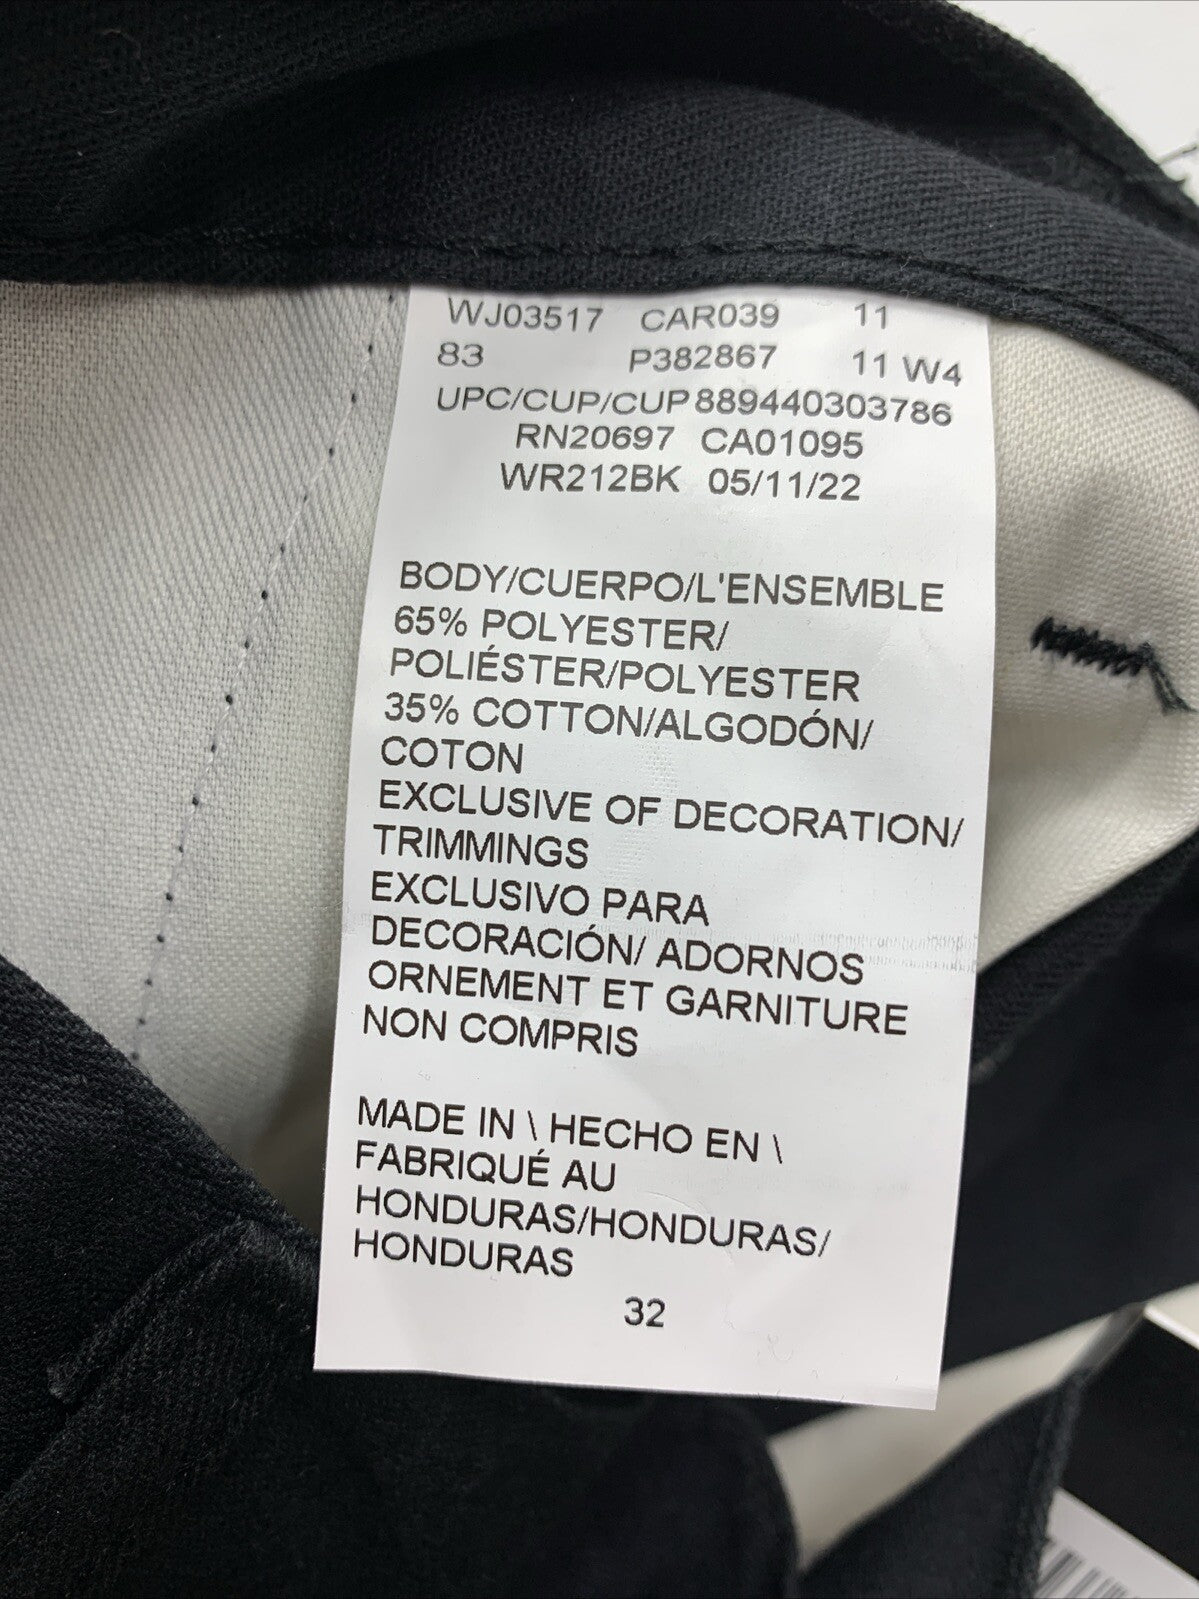 WJ03517 CAR039 11
83 P382867 11 W4
UPC/CUP/CUP 889440303786
RN20697 CA01095
WR212BK 05/11/22
BODY/CUERPO/L'ENSEMBLE
65% POLYESTER/
POLIÉSTER/POLYESTER
35% COTTON/ALGODÓN/
COTON
EXCLUSIVE OF DECORATION/
TRIMMINGS
EXCLUSIVO PARA
DECORACIÓN/ ADORNOS
ORNEMENT ET GARNITURE
NON COMPRIS
MADE IN \ HECHO EN \
FABRIQUÉ AU
HONDURAS/HONDURAS/
HONDURAS
32